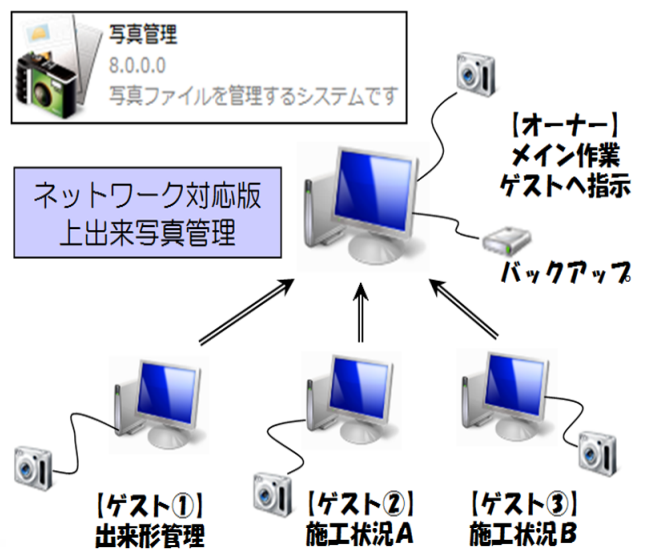 写真管理
8.0.0.0
写真ファイルを管理するシステムです
【オーナー】
メイン作業
ゲストへ指示
ネットワーク対応版
上出来写真管理
バックアップ。
【ゲスト①】
出来形管理
【ゲスト②】
施工状況A
【ゲスト③】
施工状況B